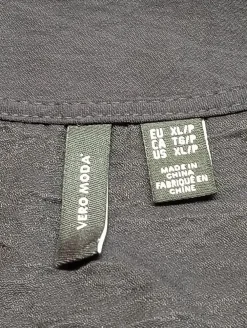 VERO MODA
EU XL/P
CA TG/P
US XL/P
MADE IN
CHINA
FABRIQUÉ EN
CHINE